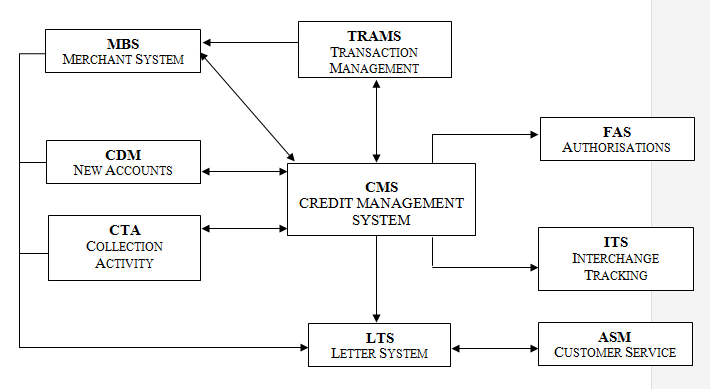 MBS
MERCHANT SYSTEM
TRAMS
TRANSACTION
MANAGEMENT
FAS
AUTHORISATIONS
CDM
NEW ACCOUNTS
CMS
CREDIT MANAGEMENT
SYSTEM
CTA
COLLECTION
ACTIVITY
ITS
INTERCHANGE
TRACKING
LTS
LETTER SYSTEM
ASM
CUSTOMER SERVICE